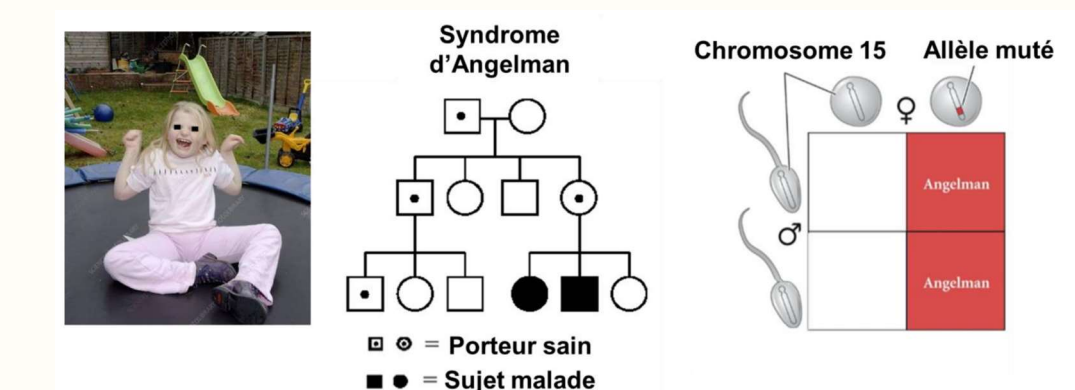 Syndrome
d'Angelman
= Porteur sain
= Sujet malade
Chromosome 15
Allèle muté
♀
♂
Angelman
Angelman